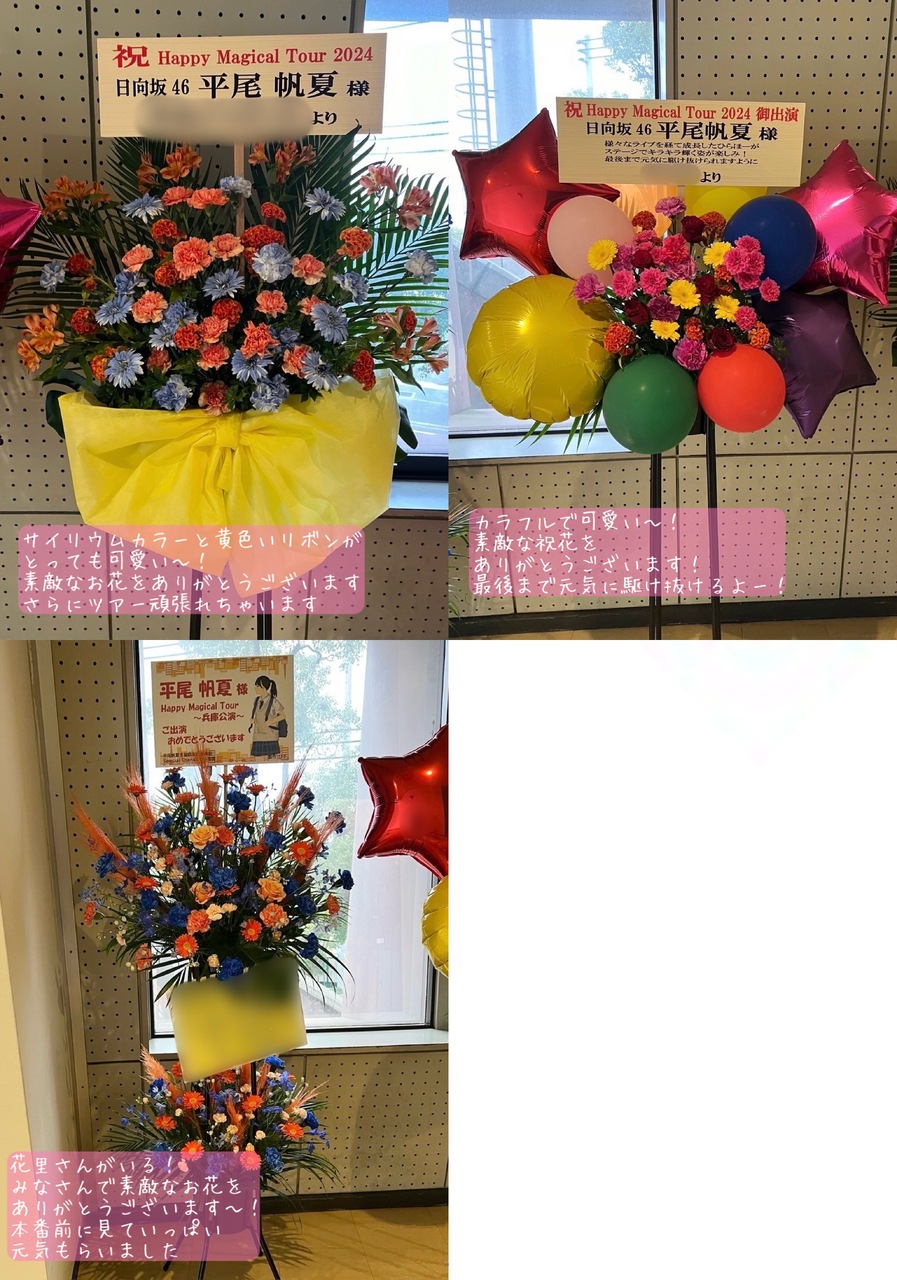 祝 Happy Magical Tour 2024
日向坂46 平尾 帆夏 様
より
サイリウムカラーと黄色いリボンが
とっても可愛い〜！
素敵なお花をありがとうございます
さらにツアー頑張れちゃいます
祝 Happy Magical Tour 2024 御出演
日向坂46 平尾帆夏 様
様々なライブを経て成長したひらほーが
ステージでキラキラ輝く姿が楽しみ！
最後まで元気に駆け抜けられますように
より
カラフルで可愛い〜！
素敵な祝花を
ありがとうございます！
最後まで元気に駆け抜けるよー！
平尾 帆夏 様
Happy Magical Tour
〜兵庫公演〜
ご出演
おめでとうございます
花里さんがいる！
みなさんで素敵なお花を
ありがとうございます〜！
本番前に見ていっぱい
元気もらいました